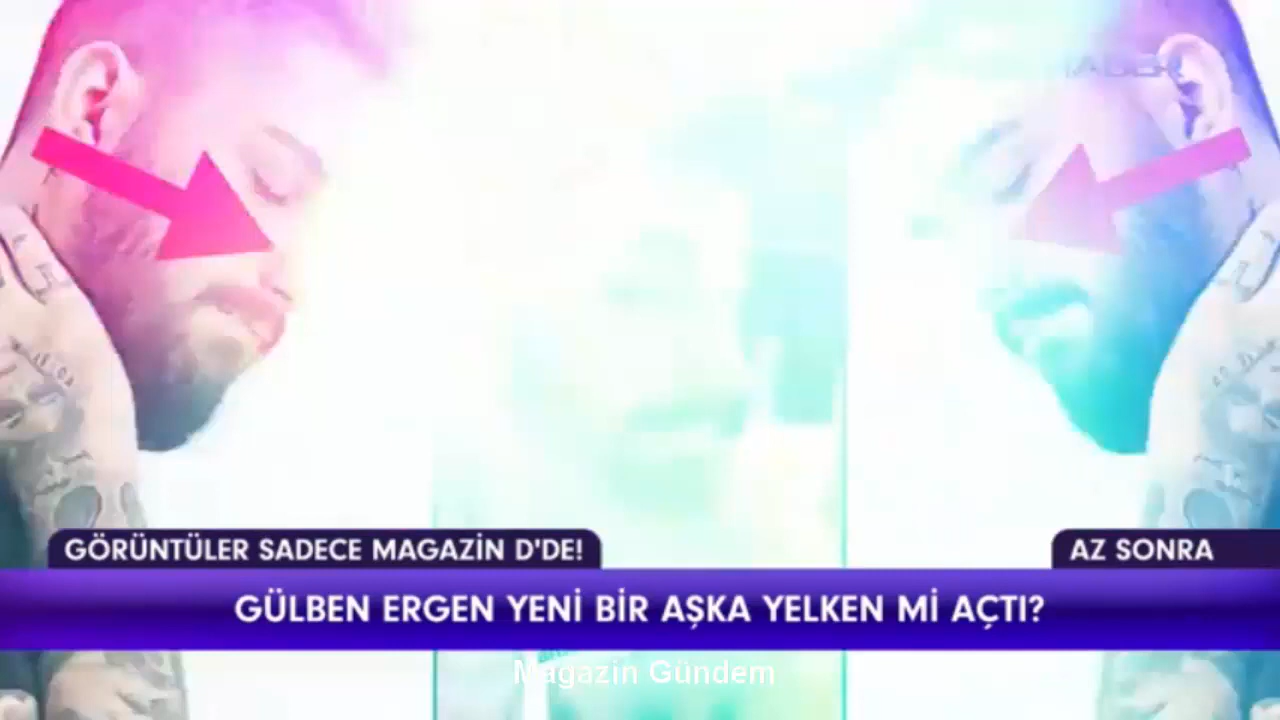 GÖRÜNTÜLER SADECE MAGAZİN D'DE!
AZ SONRA
GÜLBEN ERGEN YENİ BİR AŞKA YELKEN Mİ AÇTI?
Magazin Gündem